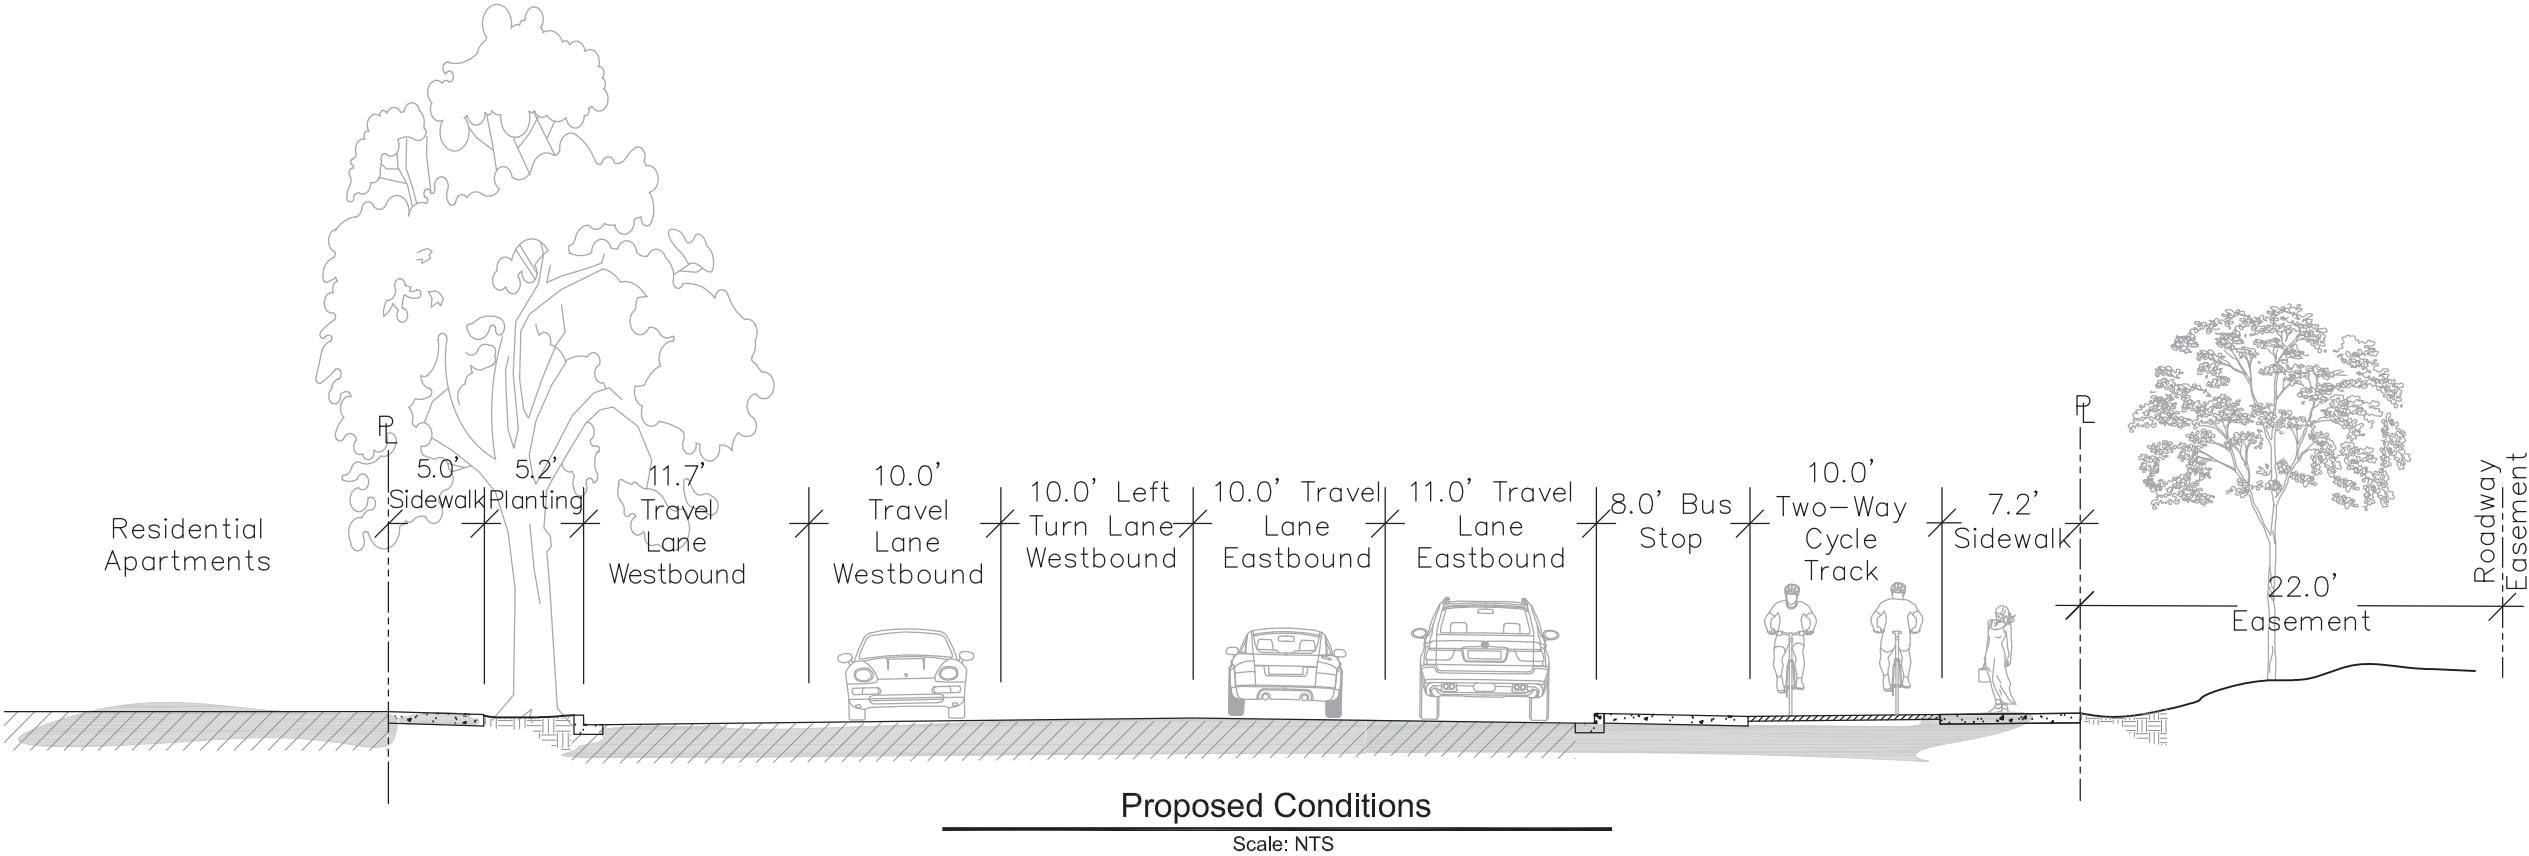 PL
5.0'
Sidewalk
5.2'
Planting
11.7'
Travel
Lane
Westbound
10.0'
Travel
Lane
Westbound
10.0' Left
Turn Lane
Westbound
10.0' Travel
Lane
Eastbound
11.0' Travel
Lane
Eastbound
8.0' Bus
Stop
10.0'
Two-Way
Cycle
Track
7.2'
Sidewalk
PL
Residential
Apartments
22.0'
Easement
Roadway
Easement
Proposed Conditions
Scale: NTS